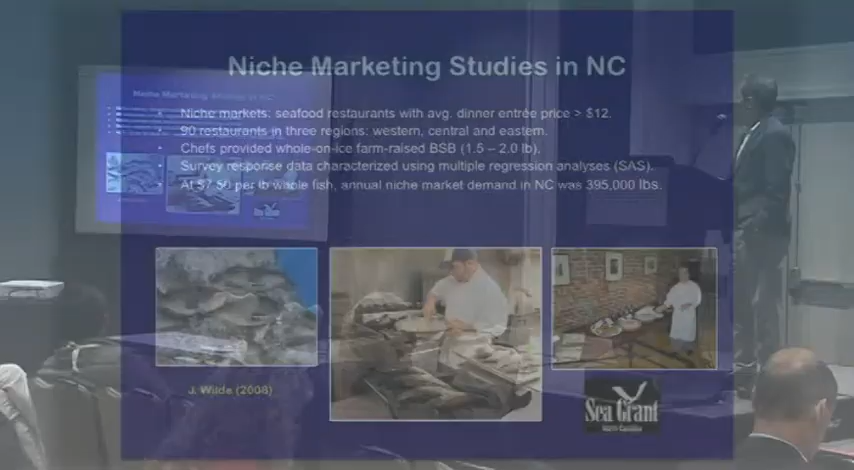 Niche Marketing Studies in NC
• Niche markets: seafood restaurants with avg. dinner entrée price > $12.
• 90 restaurants in three regions: western, central and eastern.
• Chefs provided whole-on-ice farm-raised BSB (1.5 – 2.0 lb).
• Survey response data characterized using multiple regression analyses (SAS).
• At $7.50 per lb whole fish, annual niche market demand in NC was 395,000 lbs.
J. Wilde (2008)
Sea Grant
North Carolina